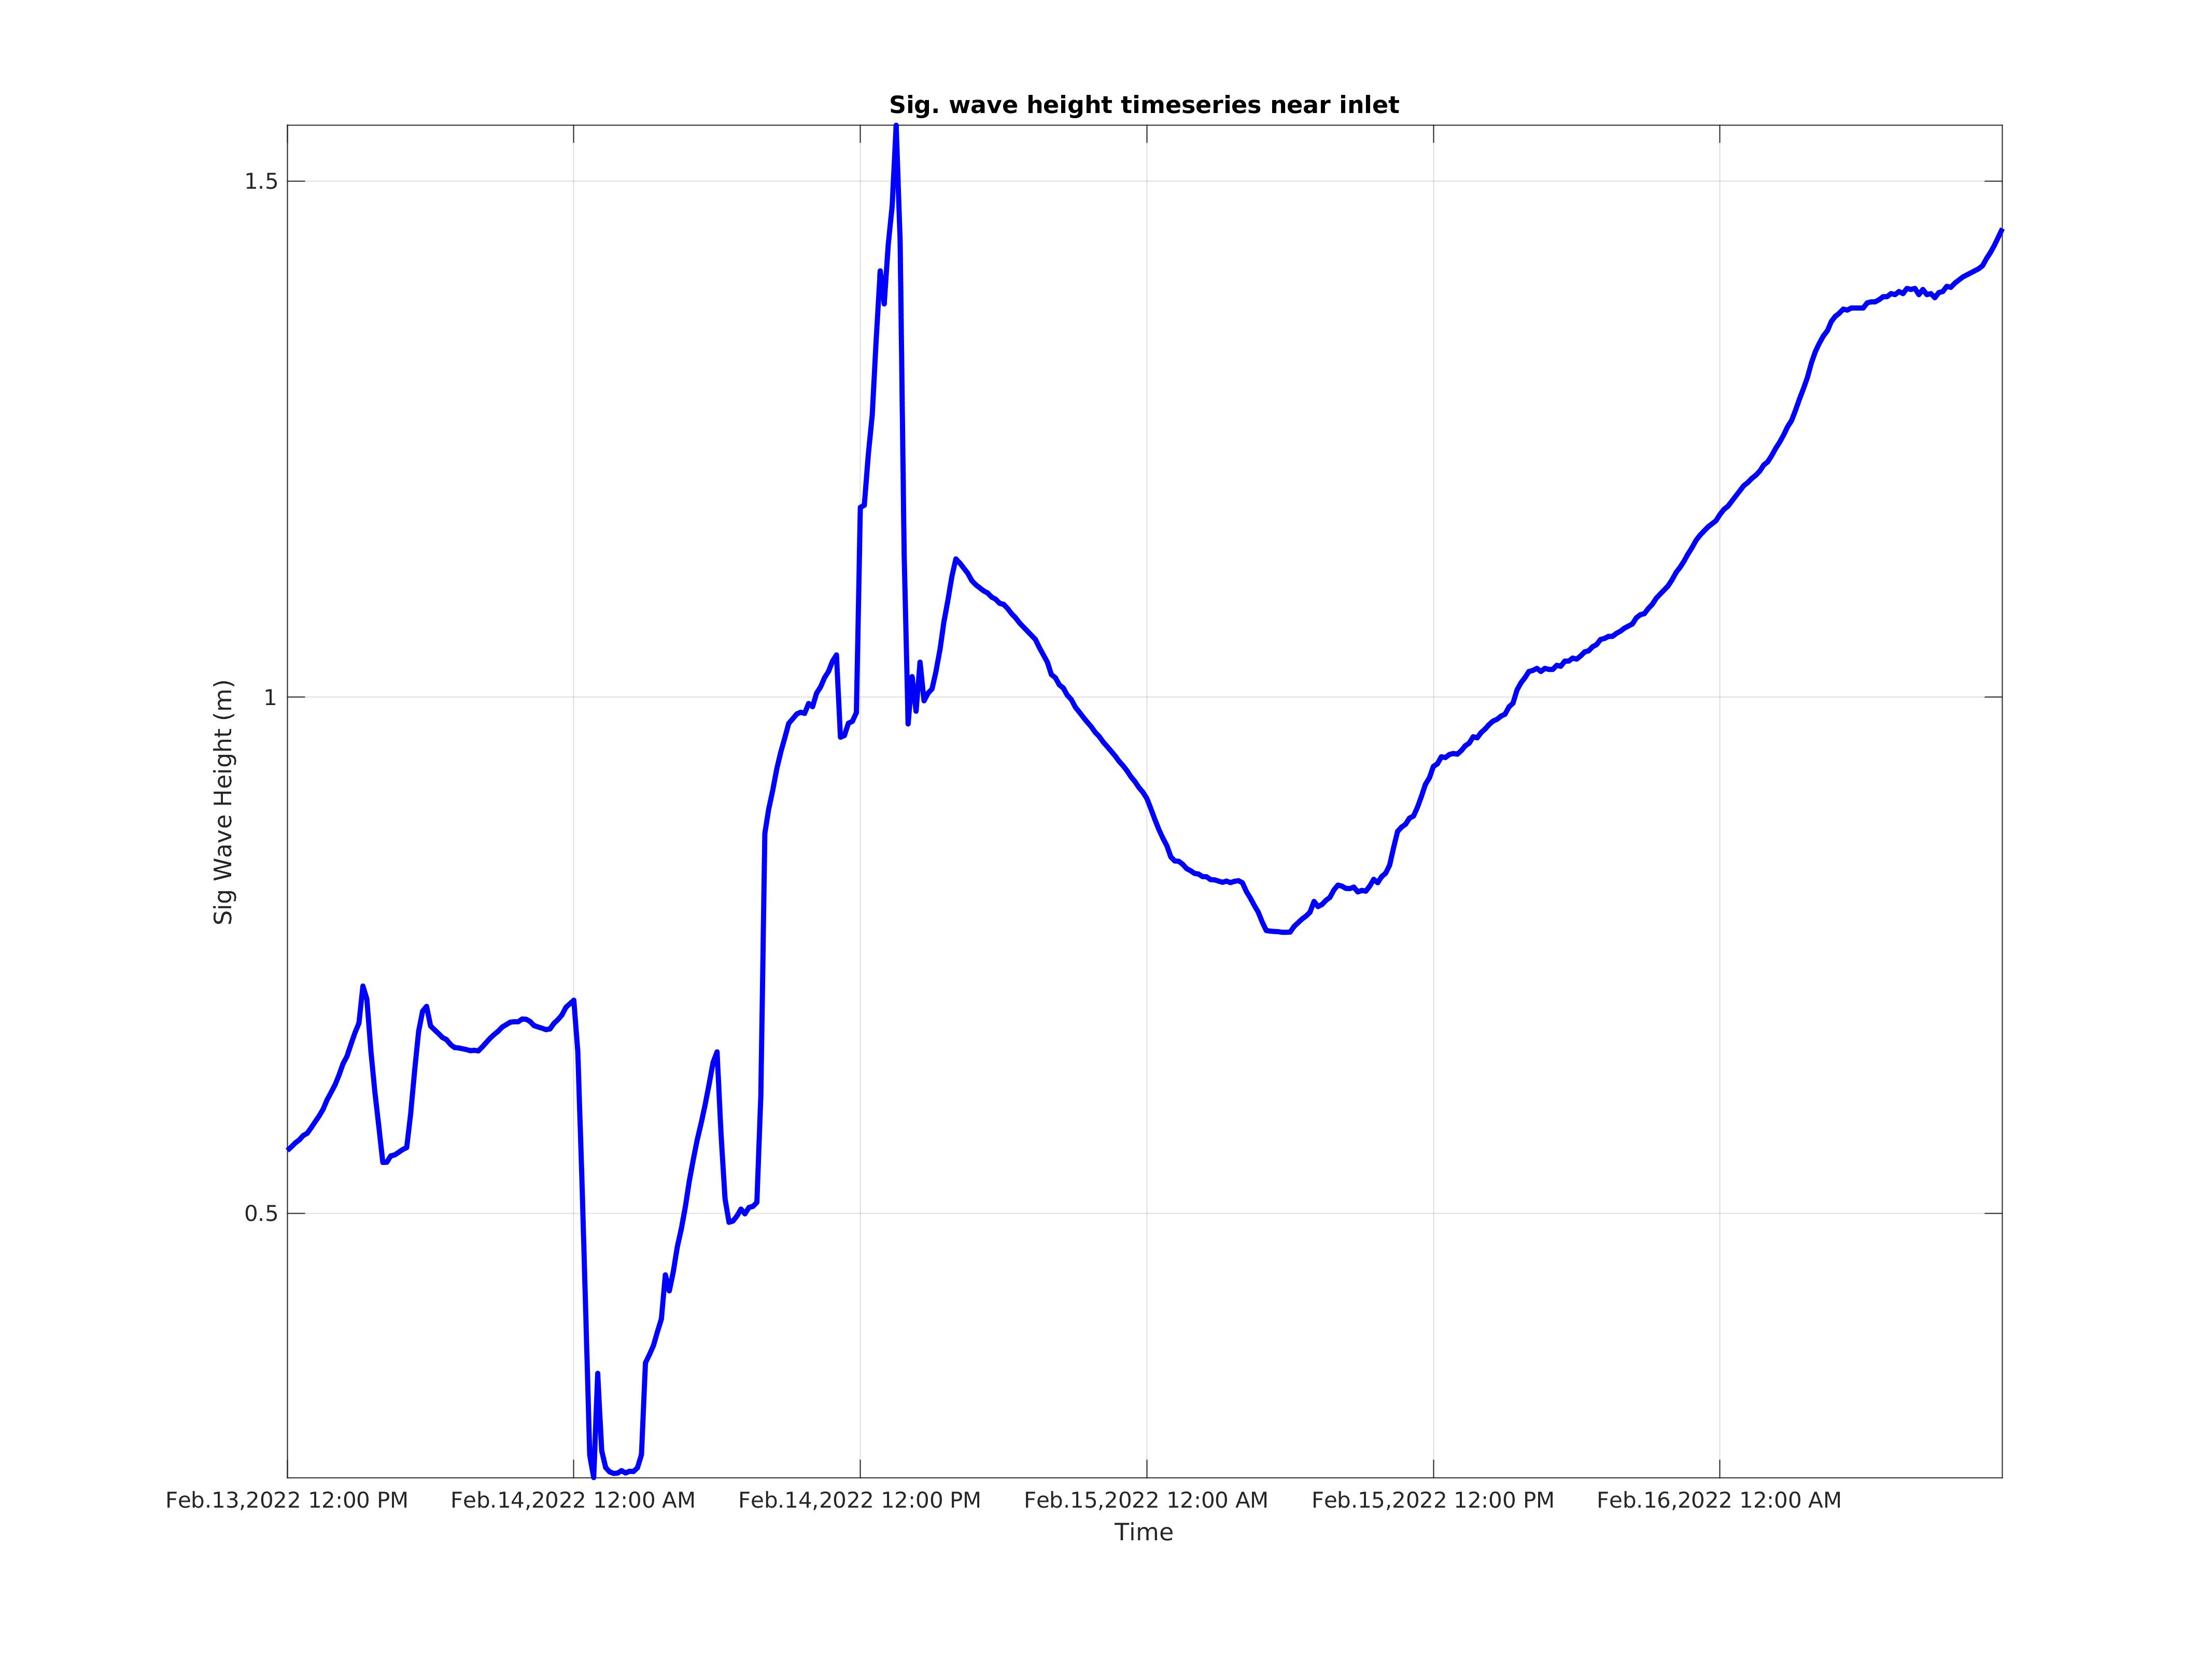 Sig. wave height timeseries near inlet
1.5
1
0.5
Sig Wave Height (m)
Feb.13,2022 12:00 PM
Feb.14,2022 12:00 AM
Feb.14,2022 12:00 PM
Feb.15,2022 12:00 AM
Feb.15,2022 12:00 PM
Feb.16,2022 12:00 AM
Time